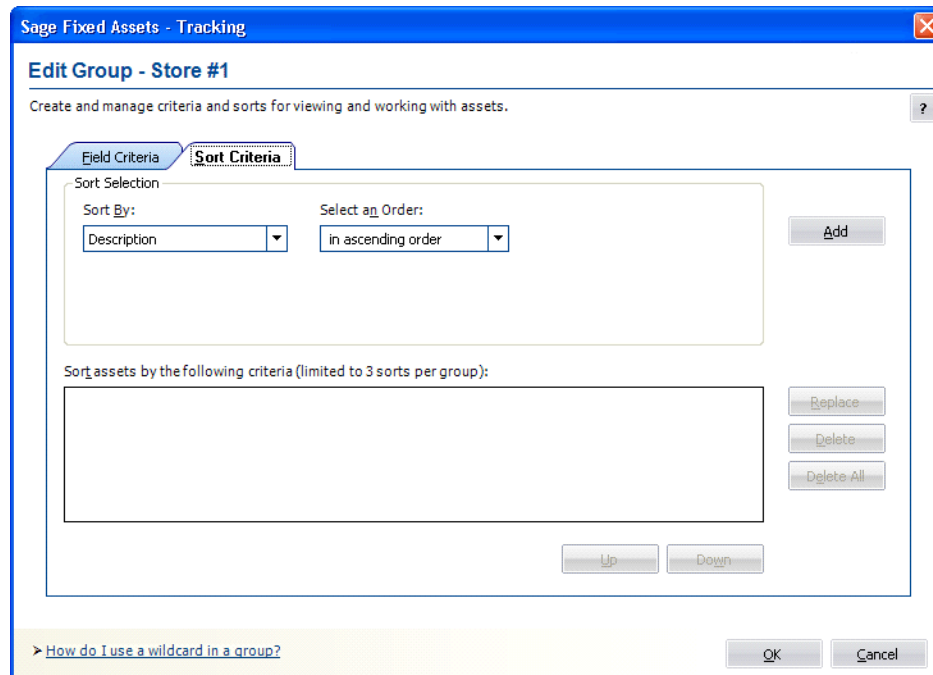 Sage Fixed Assets - Tracking
Edit Group - Store #1
Create and manage criteria and sorts for viewing and working with assets.
?
Field Criteria
Sort Criteria
Sort Selection
Sort By:
Select an Order:
Description
in ascending order
Add
Sort assets by the following criteria (limited to 3 sorts per group):
Replace
Delete
Delete All
Up
Down
➢ How do I use a wildcard in a group?
OK
Cancel